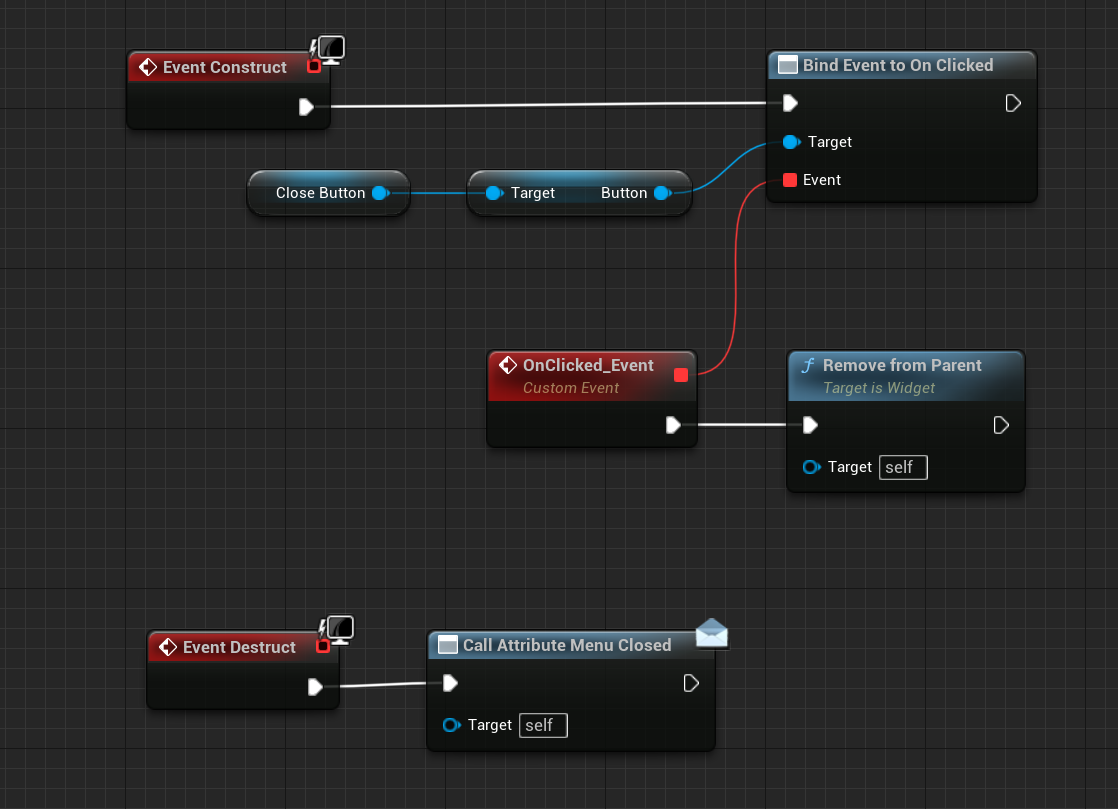 Event Construct
Bind Event to On Clicked
Target
Close Button
Target Button
Event
OnClicked_Event
Custom Event
Remove from Parent
Target is Widget
Target self
Event Destruct
Call Attribute Menu Closed
Target self